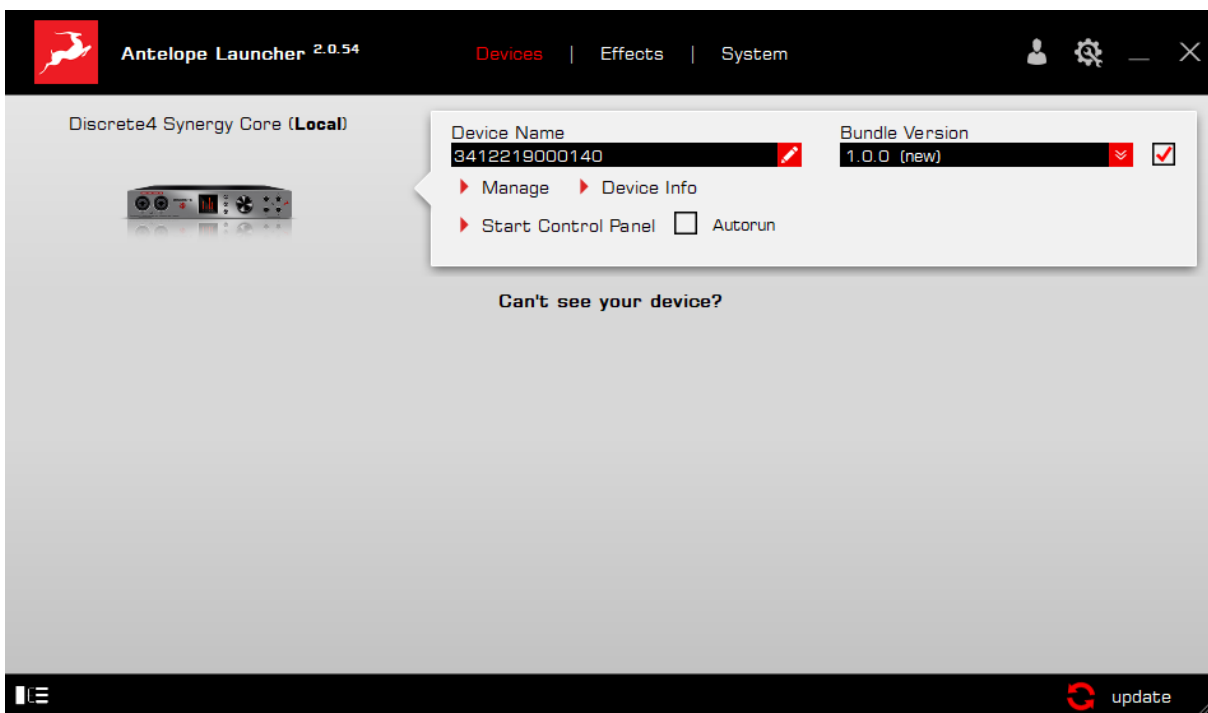 Antelope Launcher 2.0.54
Devices | Effects | System
Discrete4 Synergy Core (Local)
Device Name
3412219000140
Manage
Device Info
Start Control Panel
Autorun
Bundle Version
1.0.0 (new)
Can't see your device?
update